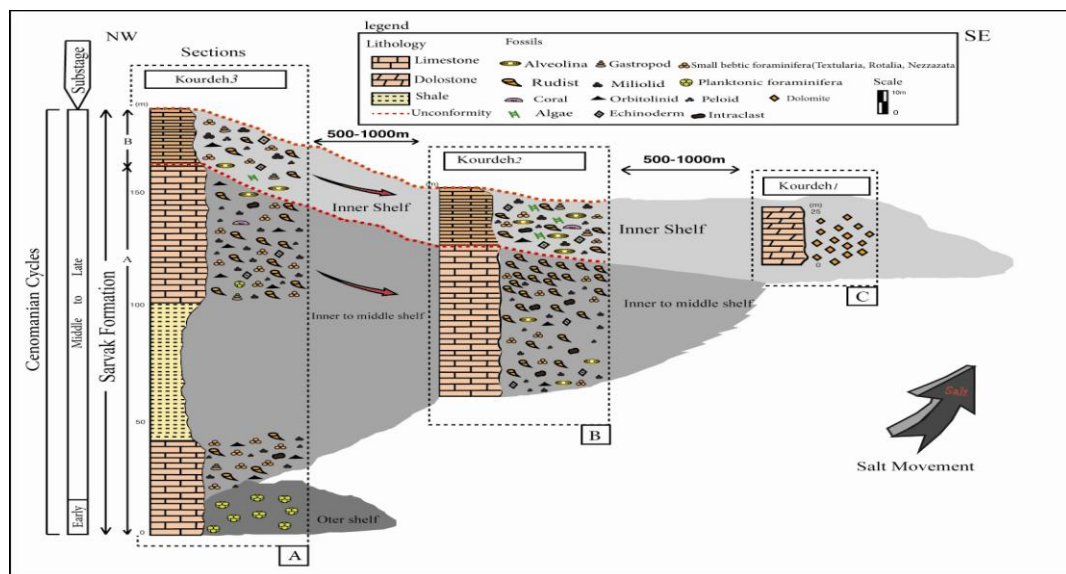 legend
NW
SE
Substage
Sections
Lithology
Fossils
Limestone
Alveolina
Gastropod
Small bebtic foraminifera(Textularia, Rotalia, Nezzazata
Dolostone
Rudist
Miliolid
Planktonic foraminifera
Shale
Coral
Orbitolinid
Peloid
Dolomite
Unconformity
Algae
Echinoderm
Intraclast
Scale
10m
0
Kourdeh3
(m)
500-1000m
Kourdeh2
(m)
500-1000m
Kourdeh1
(m)
25
0
B
A
150
100
50
0
Cenomanian Cycles
Middle to Late
Early
Sarvak Formation
Inner Shelf
Inner Shelf
Inner to middle shelf
Inner to middle shelf
Oter shelf
A
B
C
Salt
Salt Movement